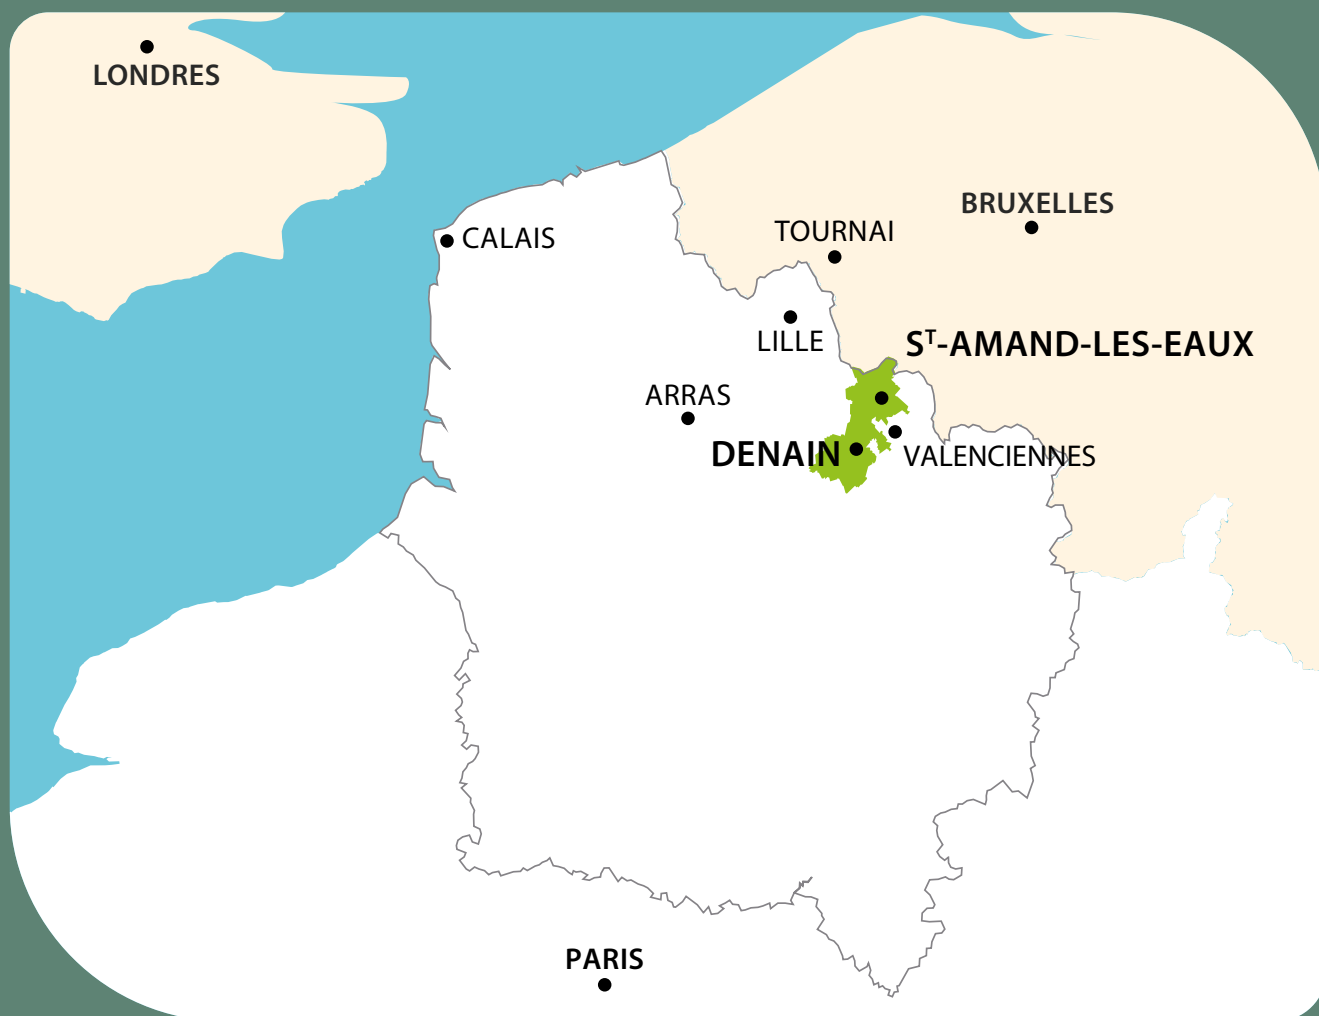 LONDRES
BRUXELLES
TOURNAI
CALAIS
LILLE
Sᵀ-AMAND-LES-EAUX
ARRAS
DENAIN
VALENCIENNES
PARIS